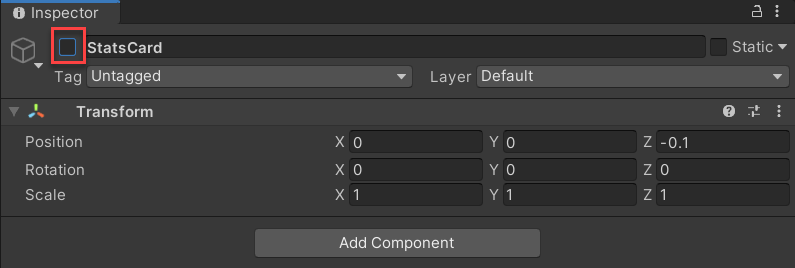 Inspector
StatsCard Static
Tag Untagged Layer Default
Transform
Position X 0 Y 0 Z -0.1
Rotation X 0 Y 0 Z 0
Scale X 1 Y 1 Z 1
Add Component